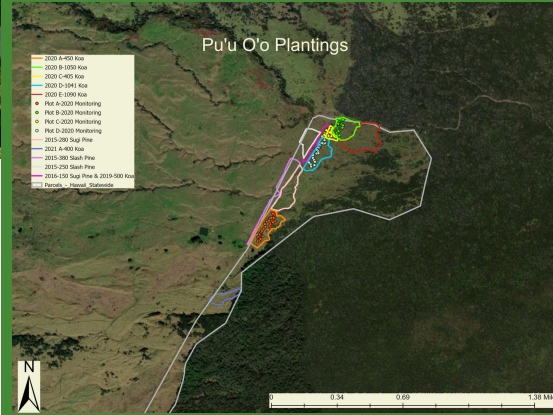 Pu'u O'o Plantings
2020 A-450 Koa
2020 B-1050 Koa
2020 C-405 Koa
2020 D-1041 Koa
2020 E-1090 Koa
Plot A-2020 Monitoring
Plot B-2020 Monitoring
Plot C-2020 Monitoring
Plot D-2020 Monitoring
2015-280 Sugi Pine
2021 A-400 Koa
2015-380 Slash Pine
2015-250 Slash Pine
2016-150 Sugi Pine & 2019-500 Koa
Parcels_-_Hawaii_Statewide
N
0 0.34 0.69 1.38 Mi